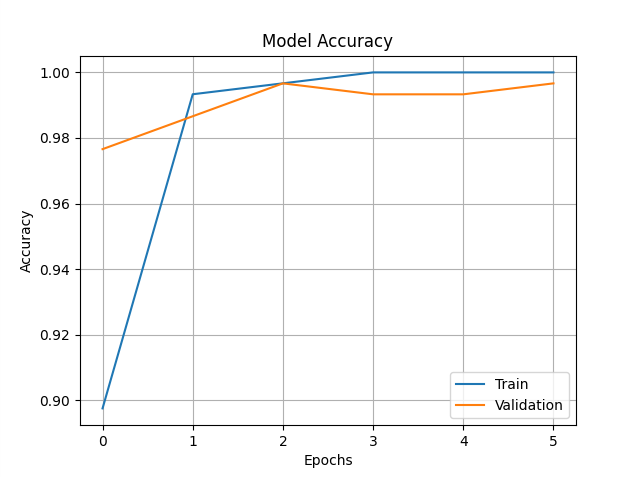 Model Accuracy
1.00
0.98
0.96
0.94
0.92
0.90
Accuracy
0 1 2 3 4 5
Epochs
Train
Validation